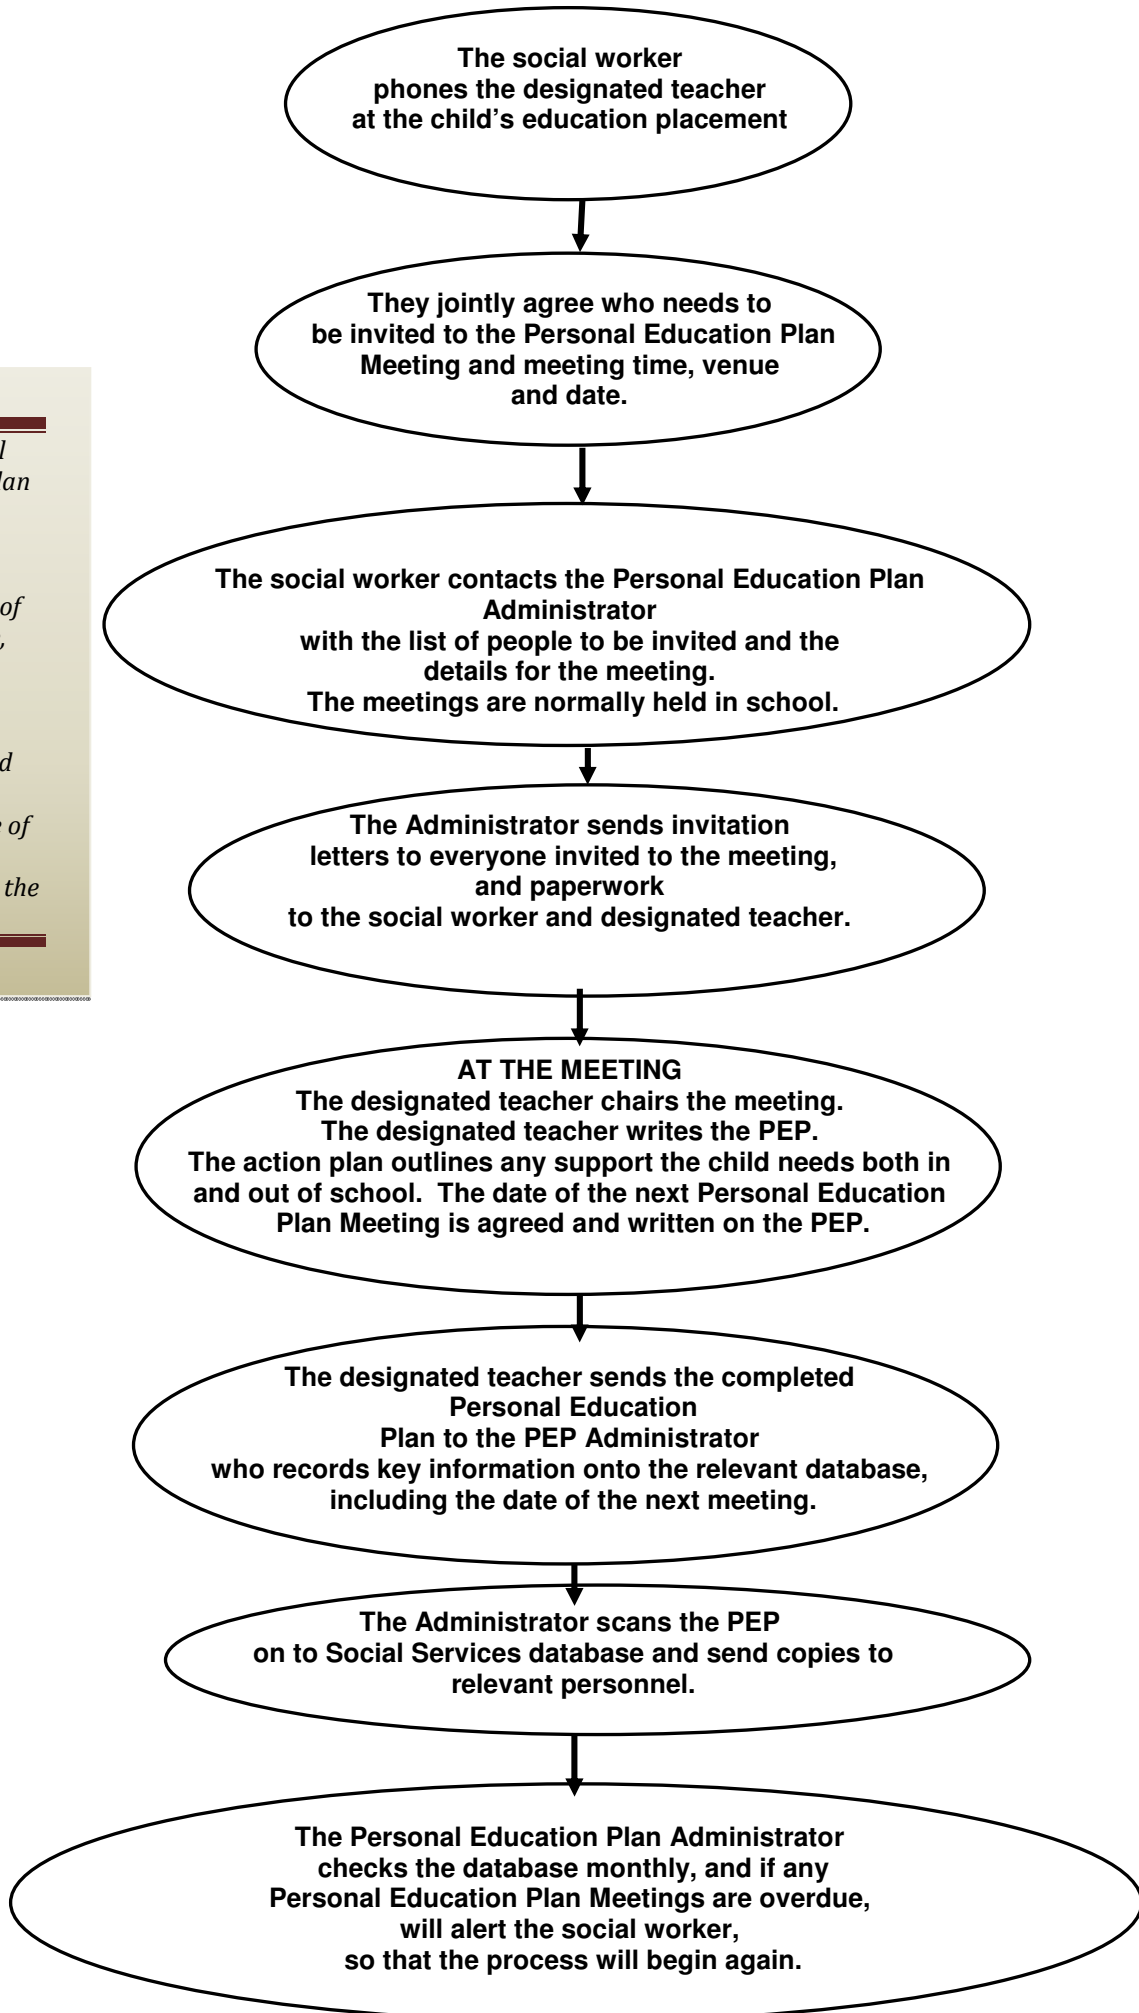 The social worker
phones the designated teacher
at the child's education placement
They jointly agree who needs to
be invited to the Personal Education Plan
Meeting and meeting time, venue
and date.
of
the
The social worker contacts the Personal Education Plan
Administrator
with the list of people to be invited and the
details for the meeting.
The meetings are normally held in school.
The Administrator sends invitation
letters to everyone invited to the meeting,
and paperwork
to the social worker and designated teacher.
AT THE MEETING
The designated teacher chairs the meeting.
The designated teacher writes the PEP.
The action plan outlines any support the child needs both in
and out of school.  The date of the next Personal Education
Plan Meeting is agreed and written on the PEP.
The designated teacher sends the completed
Personal Education
Plan to the PEP Administrator
who records key information onto the relevant database,
including the date of the next meeting.
The Administrator scans the PEP
on to Social Services database and send copies to
relevant personnel.
The Personal Education Plan Administrator
checks the database monthly, and if any
Personal Education Plan Meetings are overdue,
will alert the social worker,
so that the process will begin again.